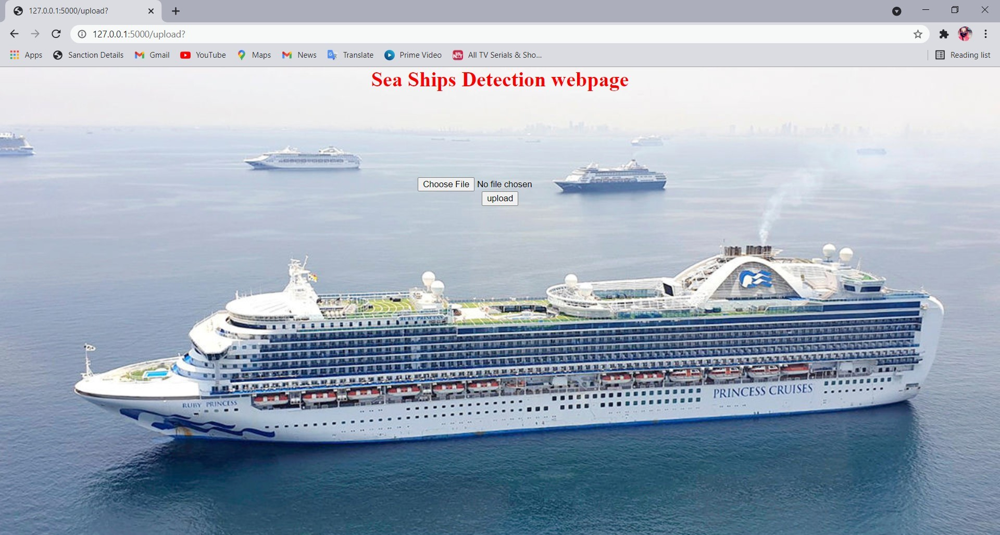 127.0.0.1:5000/upload?
127.0.0.1:5000/upload?
Apps Sanction Details Gmail YouTube Maps News Translate Prime Video All TV Serials & Sho... Reading list
Sea Ships Detection webpage
Choose File No file chosen
upload
RUBY PRINCESS
PRINCESS CRUISES
RUBY PRINCESS